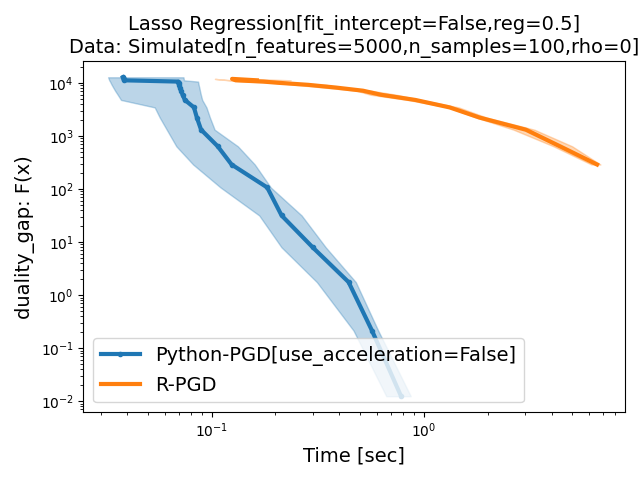 Lasso Regression[fit_intercept=False,reg=0.5]
Data: Simulated[n_features=5000,n_samples=100,rho=0]
duality_gap: F(x)
10⁴
10³
10²
10¹
10⁰
10⁻¹
10⁻²
Python-PGD[use_acceleration=False]
R-PGD
10⁻¹
10⁰
Time [sec]